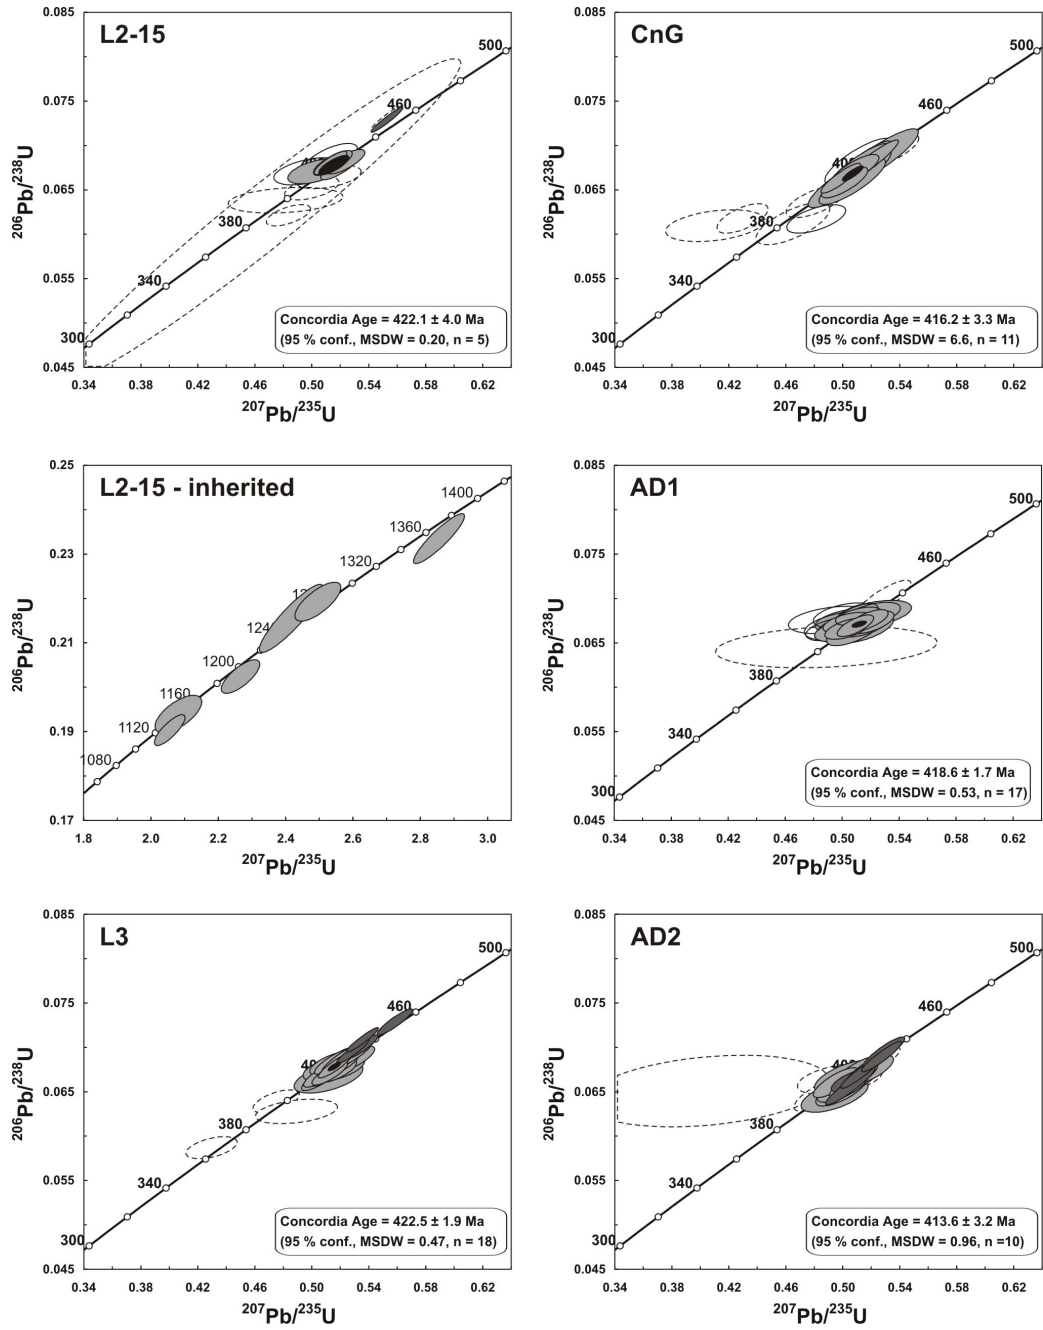 L2-15
0.085
0.075
0.065
0.055
0.045
206Pb/238U
500
460
380
340
300
Concordia Age = 422.1 ± 4.0 Ma
(95 % conf., MSDW = 0.20, n = 5)
0.34 0.38 0.42 0.46 0.50 0.54 0.58 0.62
207Pb/235U
CnG
0.085
0.075
0.065
0.055
0.045
206Pb/238U
500
460
380
340
300
Concordia Age = 416.2 ± 3.3 Ma
(95 % conf., MSDW = 6.6, n = 11)
0.34 0.38 0.42 0.46 0.50 0.54 0.58 0.62
207Pb/235U
L2-15 - inherited
0.25
0.23
0.21
0.19
0.17
206Pb/238U
1400
1360
1320
1200
1160
1120
1080
1.8 2.0 2.2 2.4 2.6 2.8 3.0
207Pb/235U
AD1
0.085
0.075
0.065
0.055
0.045
206Pb/238U
500
460
380
340
300
Concordia Age = 418.6 ± 1.7 Ma
(95 % conf., MSDW = 0.53, n = 17)
0.34 0.38 0.42 0.46 0.50 0.54 0.58 0.62
207Pb/235U
L3
0.085
0.075
0.065
0.055
0.045
206Pb/238U
500
460
380
340
300
Concordia Age = 422.5 ± 1.9 Ma
(95 % conf., MSDW = 0.47, n = 18)
0.34 0.38 0.42 0.46 0.50 0.54 0.58 0.62
207Pb/235U
AD2
0.085
0.075
0.065
0.055
0.045
206Pb/238U
500
460
380
340
300
Concordia Age = 413.6 ± 3.2 Ma
(95 % conf., MSDW = 0.96, n =10)
0.34 0.38 0.42 0.46 0.50 0.54 0.58 0.62
207Pb/235U